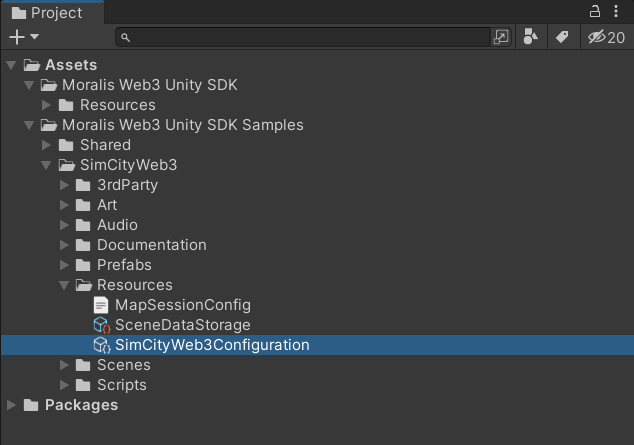 Project
20
Assets
Moralis Web3 Unity SDK
Resources
Moralis Web3 Unity SDK Samples
Shared
SimCityWeb3
3rdParty
Art
Audio
Documentation
Prefabs
Resources
MapSessionConfig
SceneDataStorage
SimCityWeb3Configuration
Scenes
Scripts
Packages